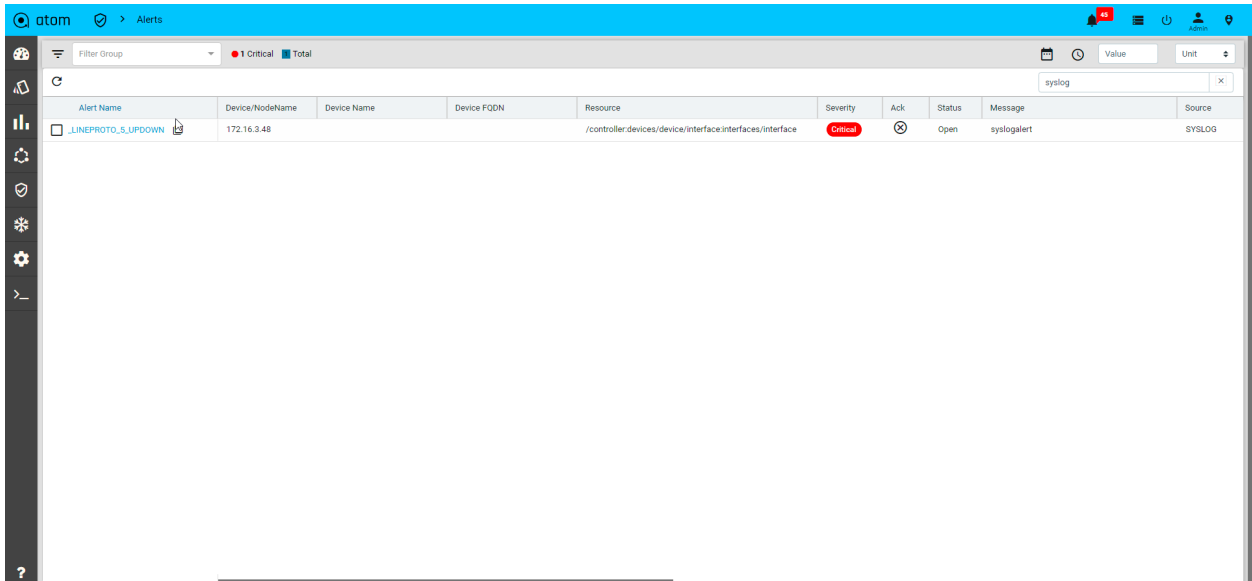 atom > Alerts 45 Admin
Filter Group 1 Critical 1 Total Value Unit
syslog ×
Alert Name Device/NodeName Device Name Device FQDN Resource Severity Ack Status Message Source
_LINEPROTO_5_UPDOWN 172.16.3.48 /controller:devices/device/interface:interfaces/interface Critical Open syslogalert SYSLOG
?